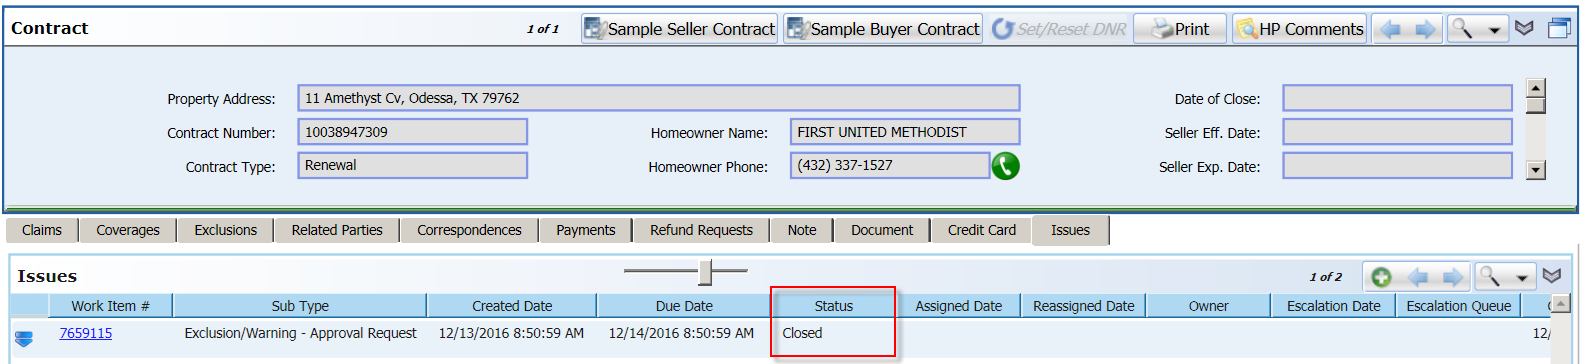 Contract 1 of 1 Sample Seller Contract Sample Buyer Contract Set/Reset DNR Print HP Comments
Property Address: 11 Amethyst Cv, Odessa, TX 79762 Date of Close:
Contract Number: 10038947309 Homeowner Name: FIRST UNITED METHODIST Seller Eff. Date:
Contract Type: Renewal Homeowner Phone: (432) 337-1527 Seller Exp. Date:
Claims Coverages Exclusions Related Parties Correspondences Payments Refund Requests Note Document Credit Card Issues
Issues 1 of 2
Work Item # Sub Type Created Date Due Date Status Assigned Date Reassigned Date Owner Escalation Date Escalation Queue
7659115 Exclusion/Warning - Approval Request 12/13/2016 8:50:59 AM 12/14/2016 8:50:59 AM Closed 12/